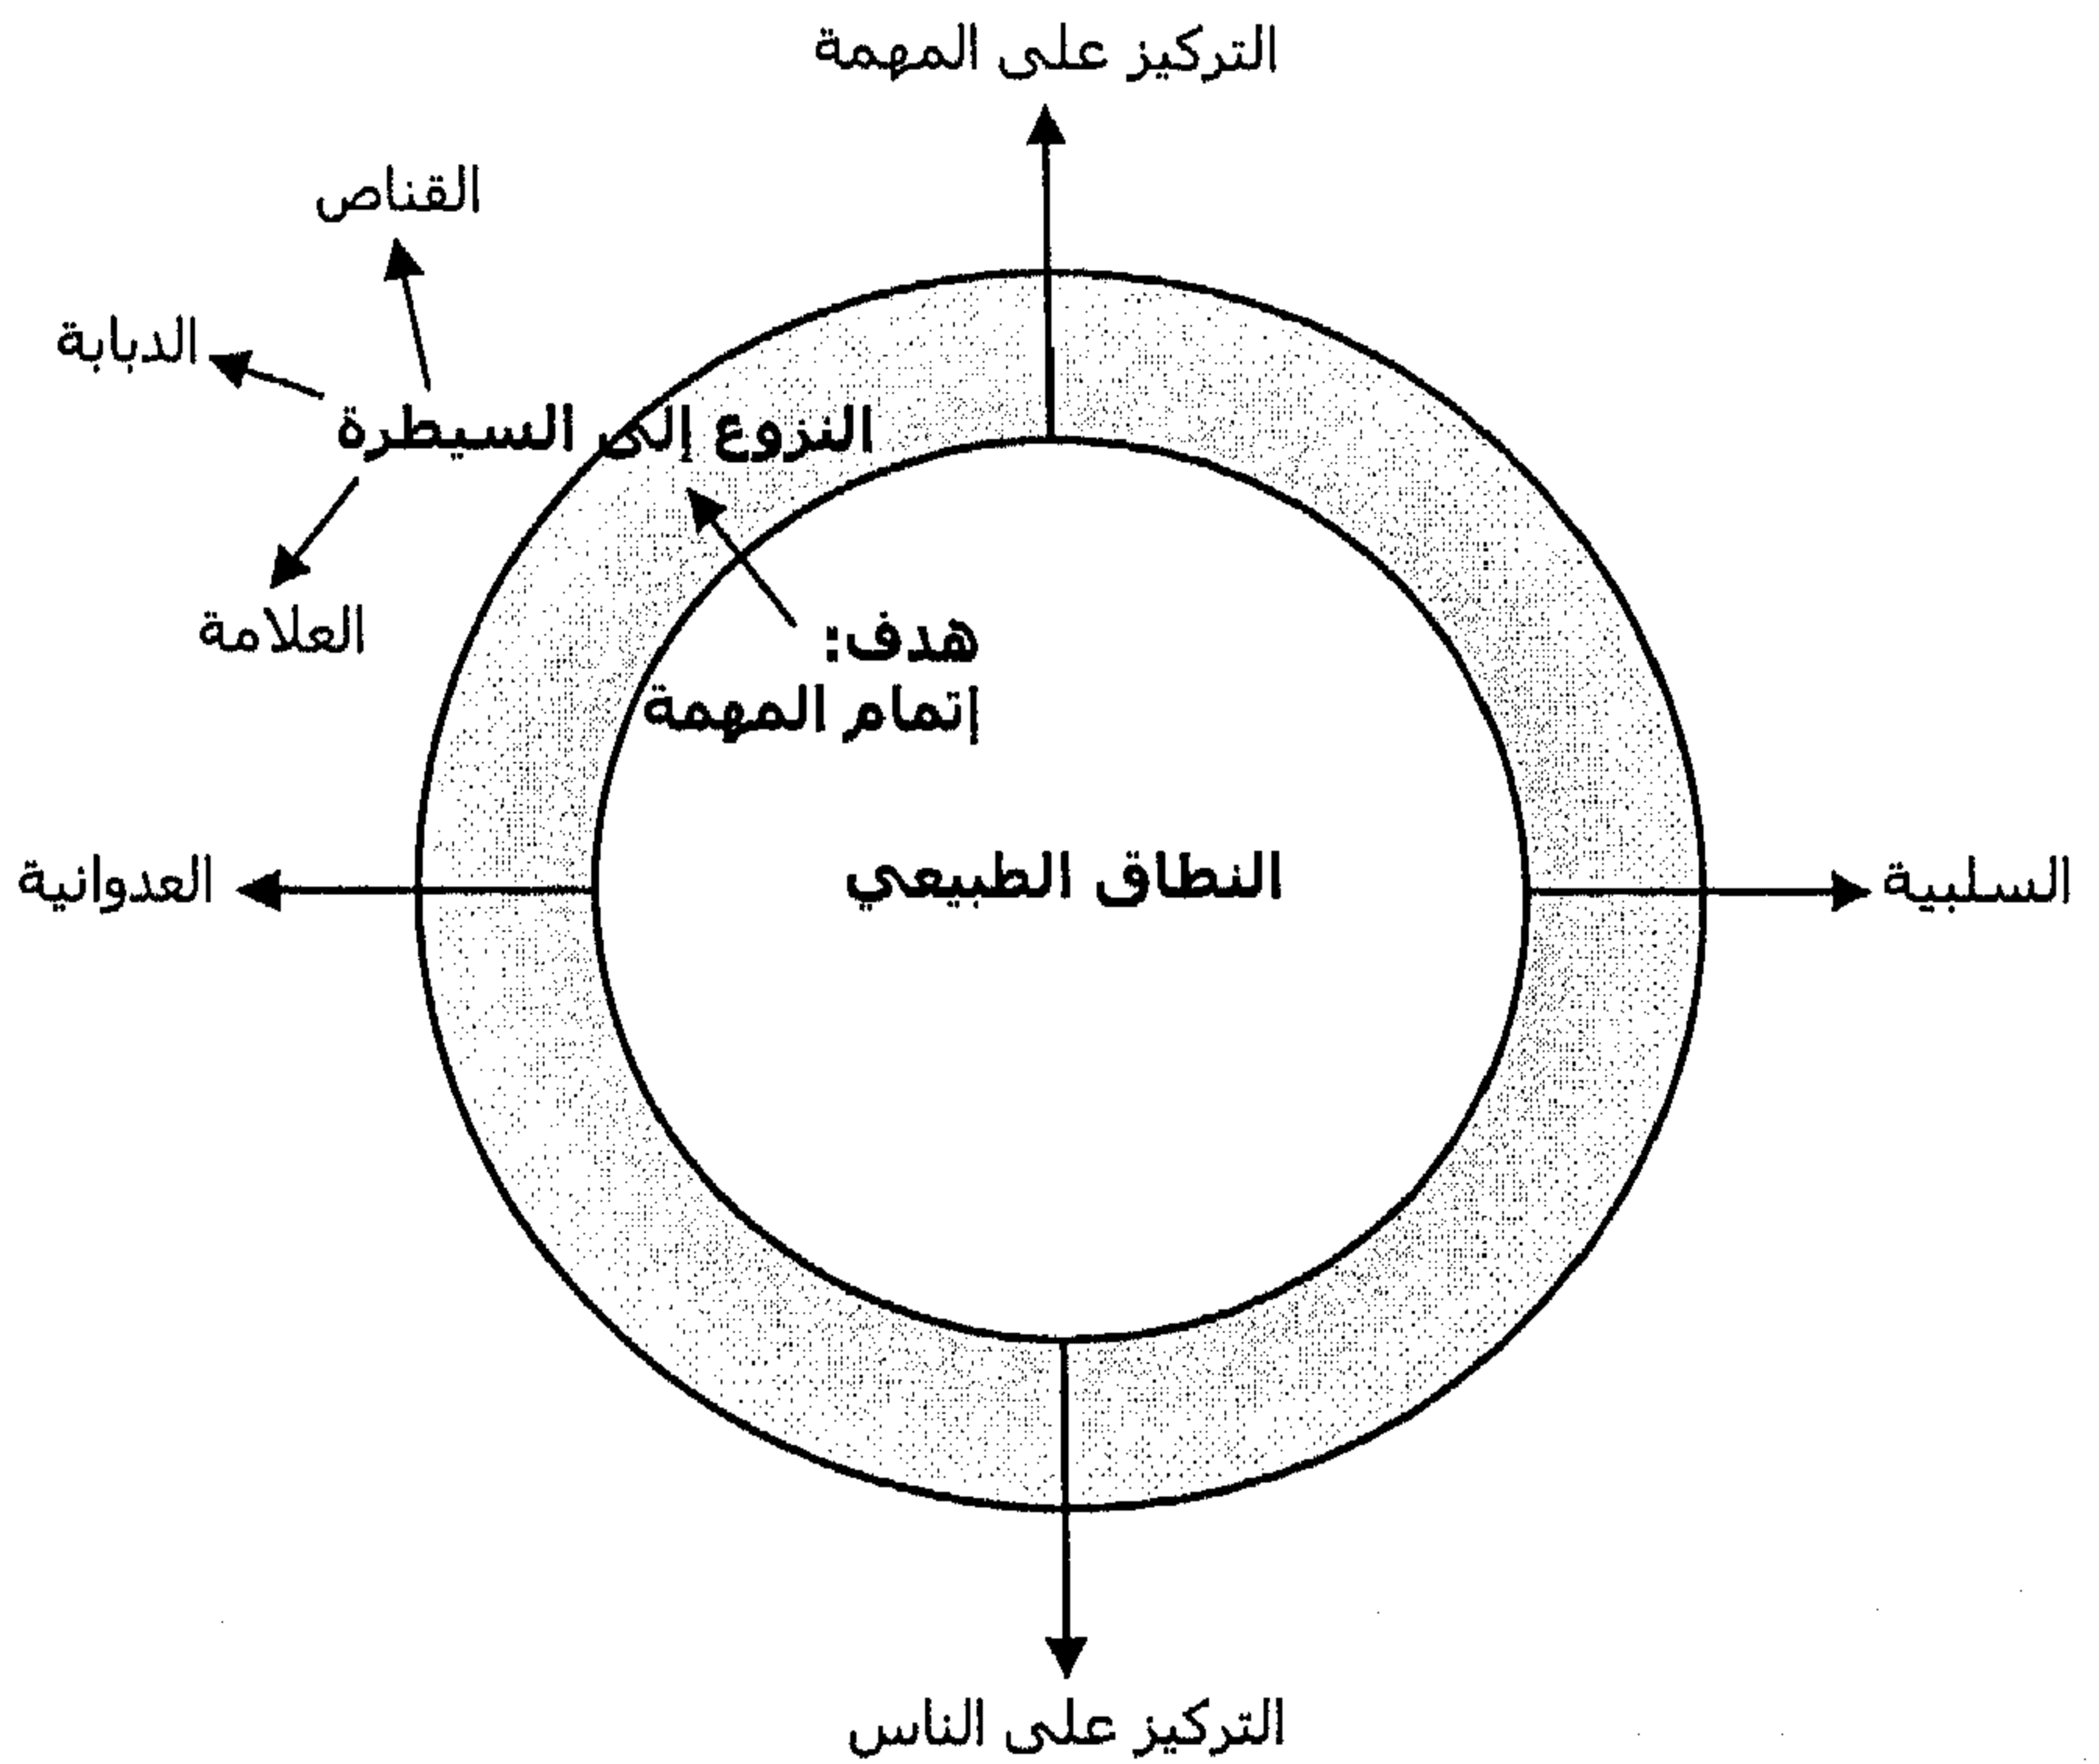 التركيز على المهمة
القناص
الدبابة
النزوع إلى السيطرة
العلامة
هدف:
إتمام المهمة
النطاق الطبيعي
السلبية
العدوانية
التركيز على الناس